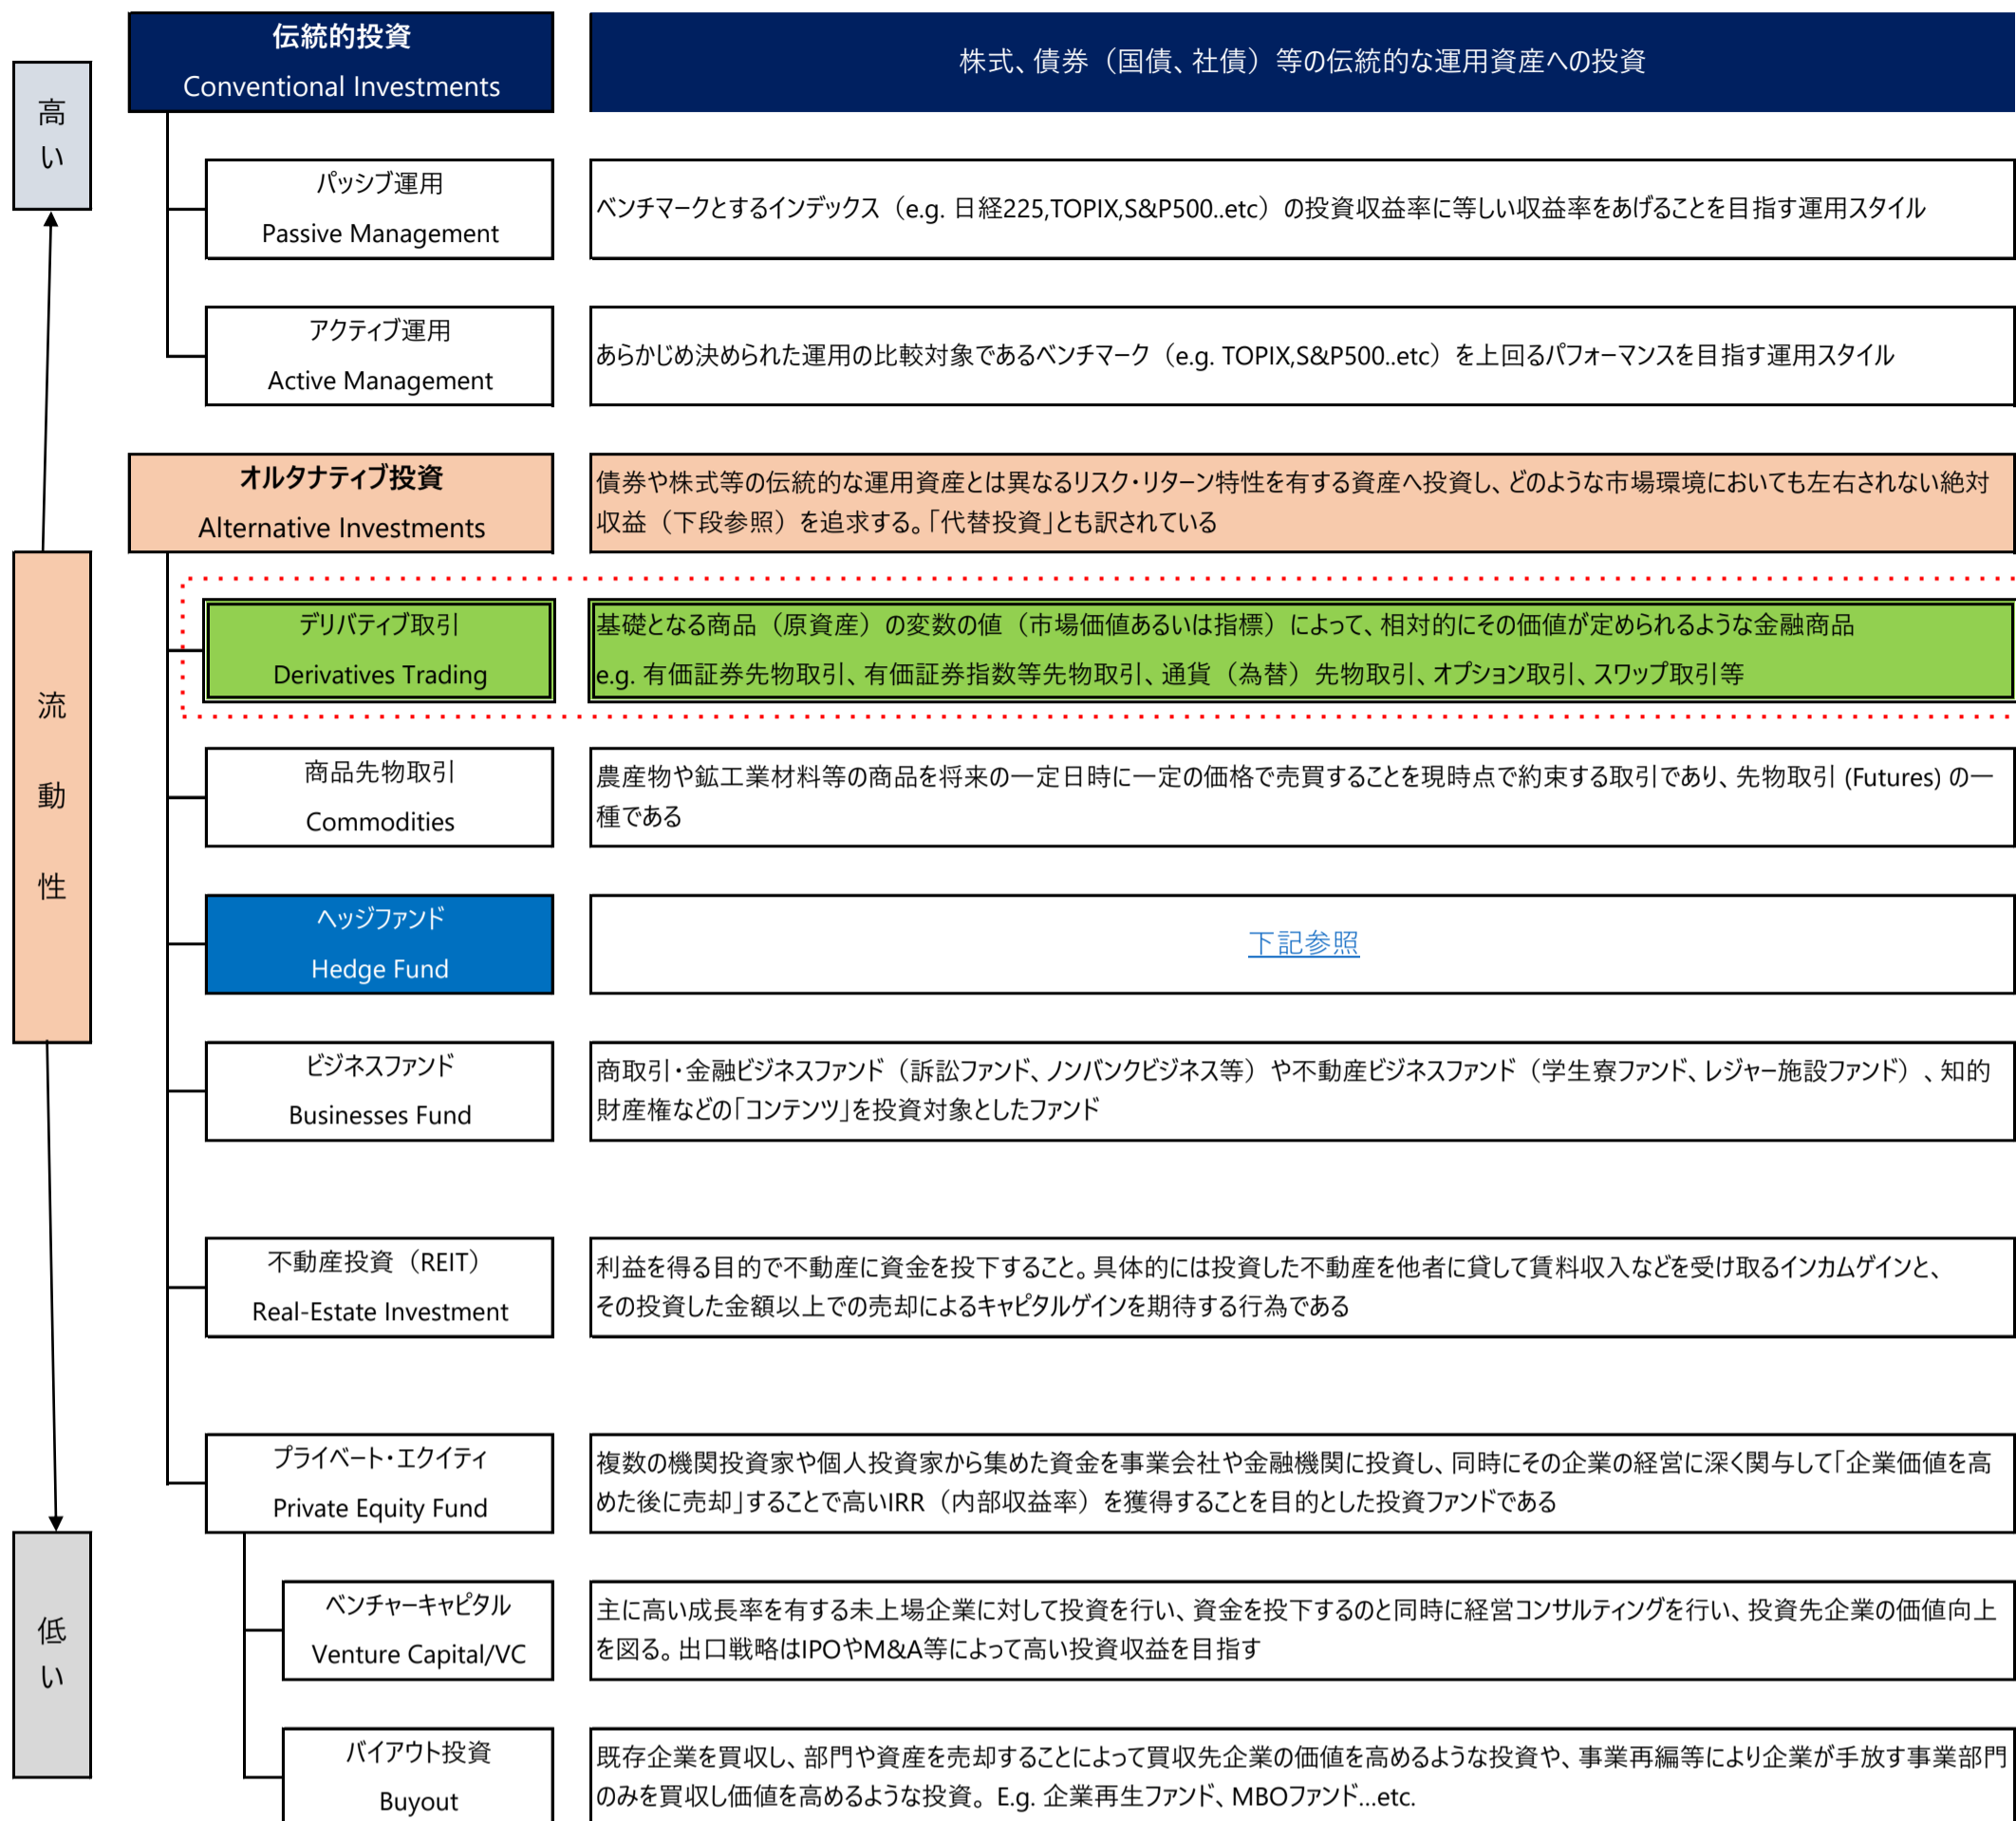 高
い
流
動
性
低
い
伝統的投資
Conventional Investments
株式、債券（国債、社債）等の伝統的な運用資産への投資
パッシブ運用
Passive Management
ベンチマークとするインデックス（e.g. 日経225,TOPIX,S&P500..etc）の投資収益率に等しい収益率をあげることを目指す運用スタイル
アクティブ運用
Active Management
あらかじめ決められた運用の比較対象であるベンチマーク（e.g. TOPIX,S&P500..etc）を上回るパフォーマンスを目指す運用スタイル
オルタナティブ投資
Alternative Investments
債券や株式等の伝統的な運用資産とは異なるリスク・リターン特性を有する資産へ投資し、どのような市場環境においても左右されない絶対
収益（下段参照）を追求する。「代替投資」とも訳されている
デリバティブ取引
Derivatives Trading
基礎となる商品（原資産）の変数の値（市場価値あるいは指標）によって、相対的にその価値が定められるような金融商品
e.g. 有価証券先物取引、有価証券指数等先物取引、通貨（為替）先物取引、オプション取引、スワップ取引等
商品先物取引
Commodities
農産物や鉱工業材料等の商品を将来の一定日時に一定の価格で売買することを現時点で約束する取引であり、先物取引 (Futures) の一
種である
ヘッジファンド
Hedge Fund
下記参照
ビジネスファンド
Businesses Fund
商取引・金融ビジネスファンド（訴訟ファンド、ノンバンクビジネス等）や不動産ビジネスファンド（学生寮ファンド、レジャー施設ファンド）、知的
財産権などの「コンテンツ」を投資対象としたファンド
不動産投資（REIT）
Real-Estate Investment
利益を得る目的で不動産に資金を投下すること。具体的には投資した不動産を他者に貸して賃料収入などを受け取るインカムゲインと、
その投資した金額以上での売却によるキャピタルゲインを期待する行為である
プライベート・エクイティ
Private Equity Fund
複数の機関投資家や個人投資家から集めた資金を事業会社や金融機関に投資し、同時にその企業の経営に深く関与して「企業価値を高
めた後に売却」することで高いIRR（内部収益率）を獲得することを目的とした投資ファンドである
ベンチャーキャピタル
Venture Capital/VC
主に高い成長率を有する未上場企業に対して投資を行い、資金を投下するのと同時に経営コンサルティングを行い、投資先企業の価値向上
を図る。出口戦略はIPOやM&A等によって高い投資収益を目指す
バイアウト投資
Buyout
既存企業を買収し、部門や資産を売却することによって買収先企業の価値を高めるような投資や、事業再編等により企業が手放す事業部門
のみを買収し価値を高めるような投資。E.g. 企業再生ファンド、MBOファンド...etc.